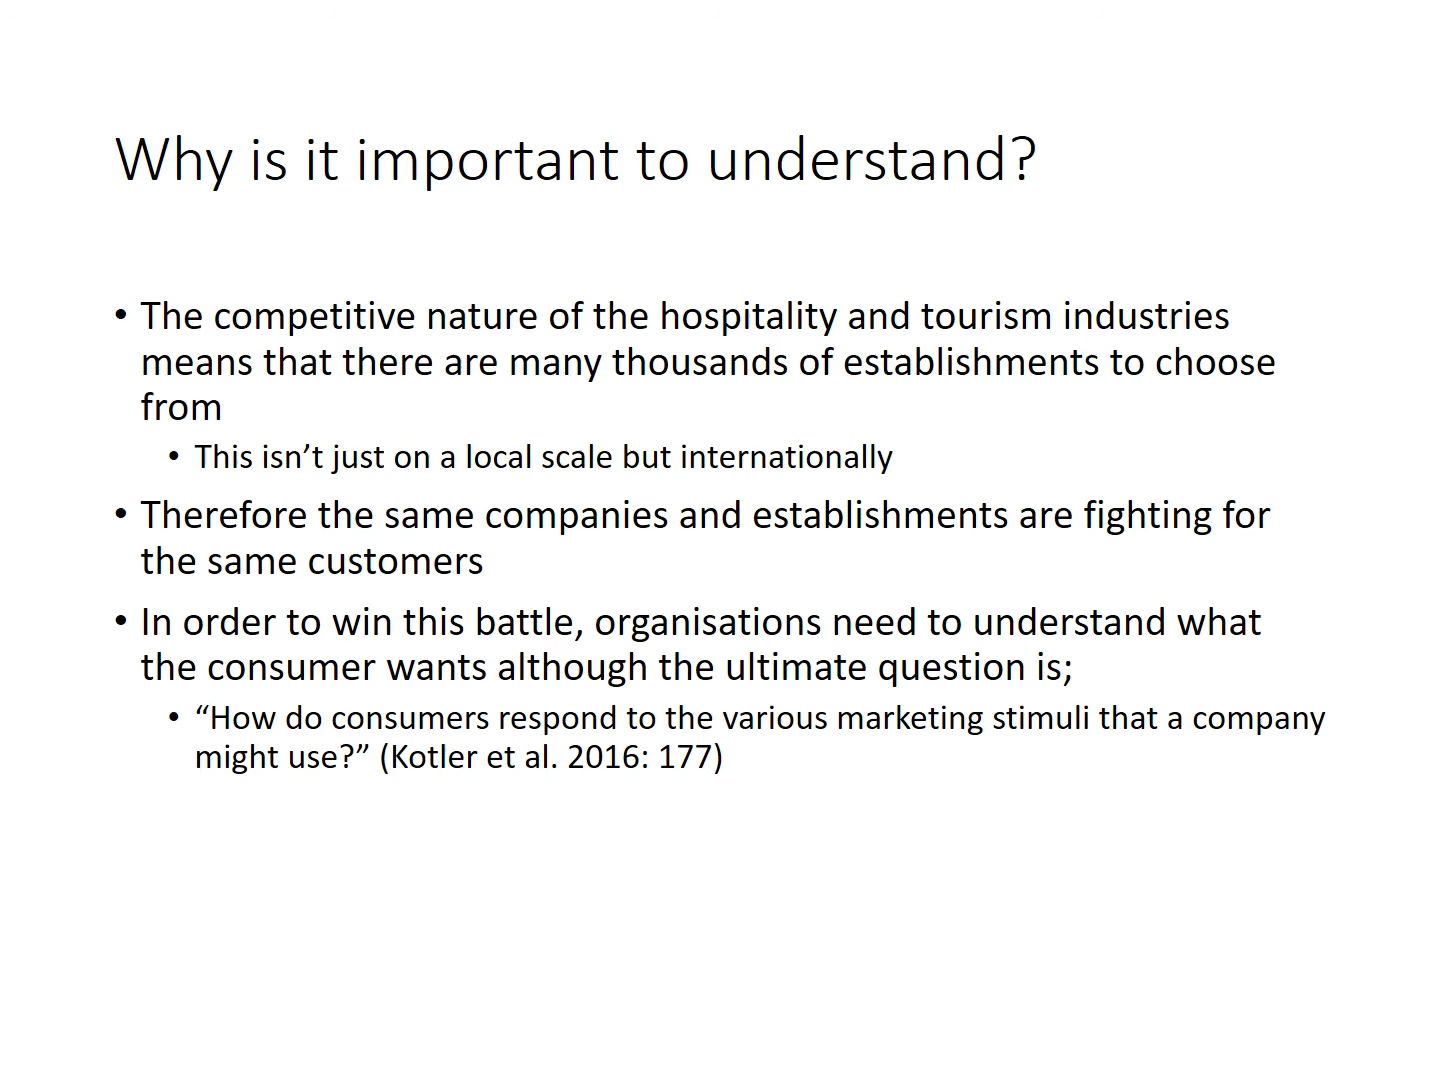 Why is it important to understand?
• The competitive nature of the hospitality and tourism industries
means that there are many thousands of establishments to choose
from
• This isn’t just on a local scale but internationally
• Therefore the same companies and establishments are fighting for
the same customers
• In order to win this battle, organisations need to understand what
the consumer wants although the ultimate question is;
• “How do consumers respond to the various marketing stimuli that a company
might use?” (Kotler et al. 2016: 177)